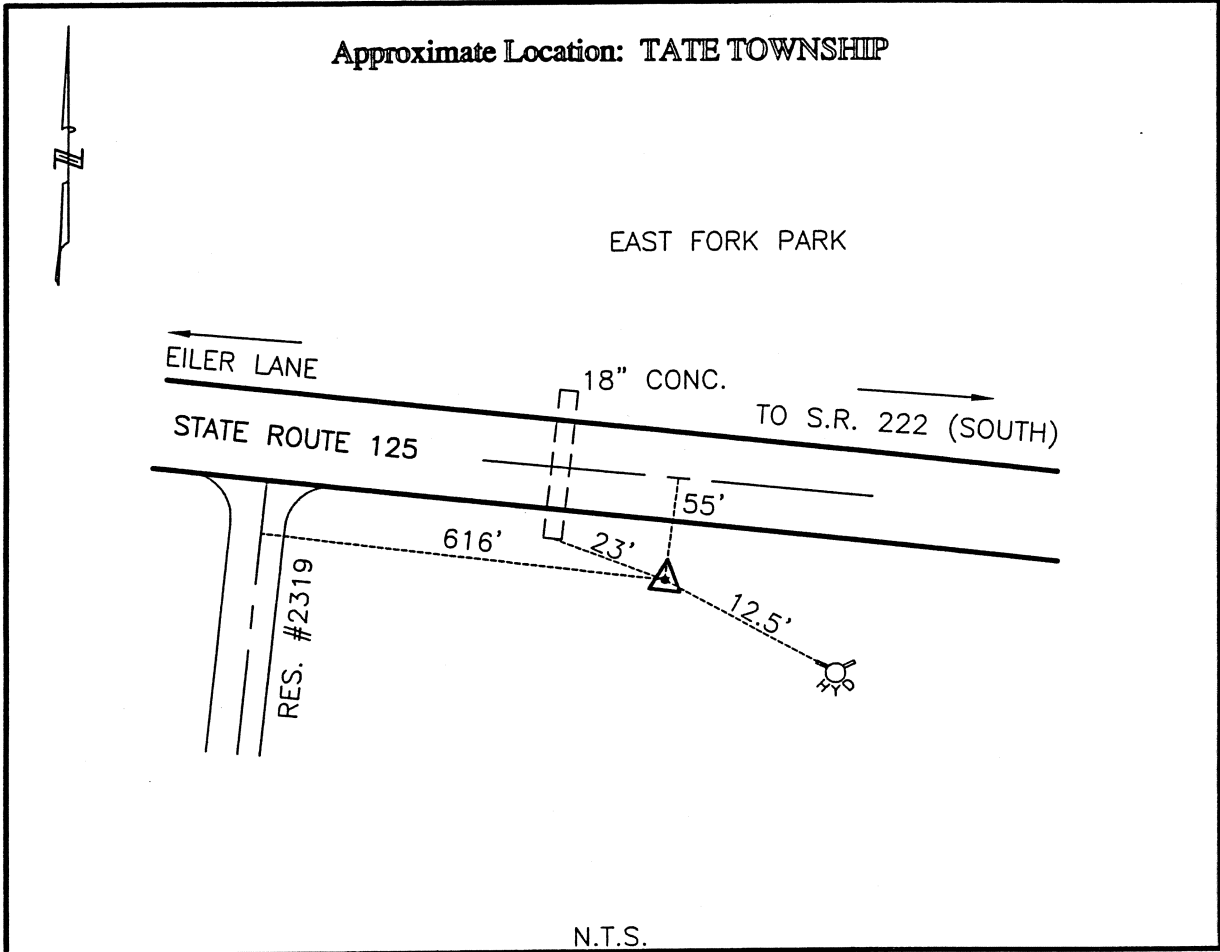 Approximate Location: TATE TOWNSHIP
N
EAST FORK PARK
EILER LANE
18" CONC.
TO S.R. 222 (SOUTH)
STATE ROUTE 125
55'
616'
23'
12.5'
RES. #2319
HYD
N.T.S.